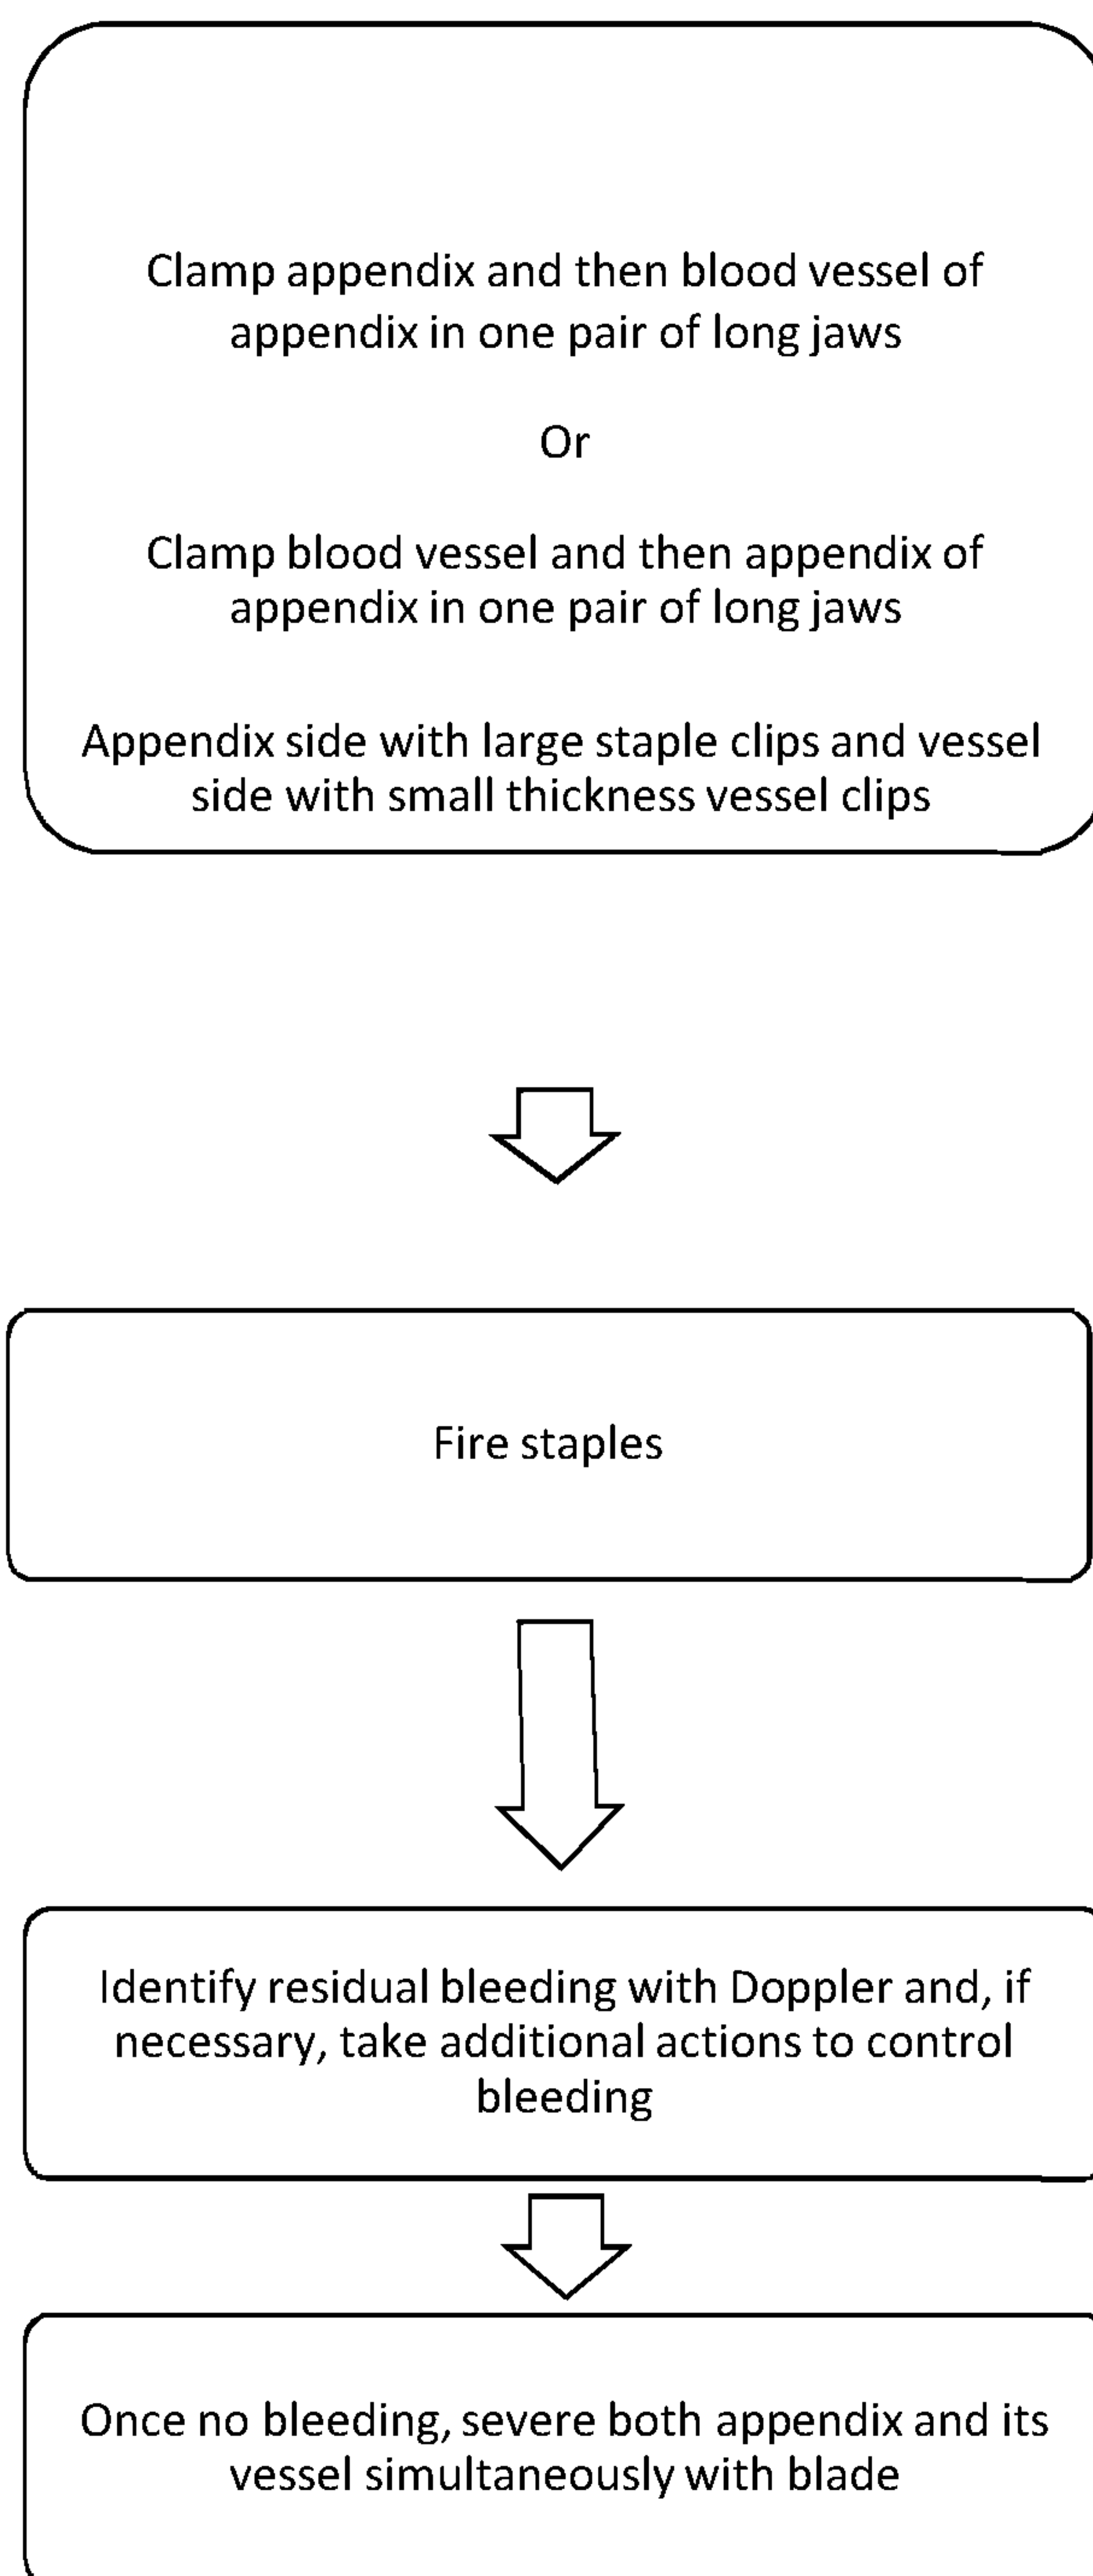 Clamp appendix and then blood vessel of
appendix in one pair of long jaws
Or
Clamp blood vessel and then appendix of
appendix in one pair of long jaws
Appendix side with large staple clips and vessel
side with small thickness vessel clips
Fire staples
Identify residual bleeding with Doppler and, if
necessary, take additional actions to control
bleeding
Once no bleeding, severe both appendix and its
vessel simultaneously with blade